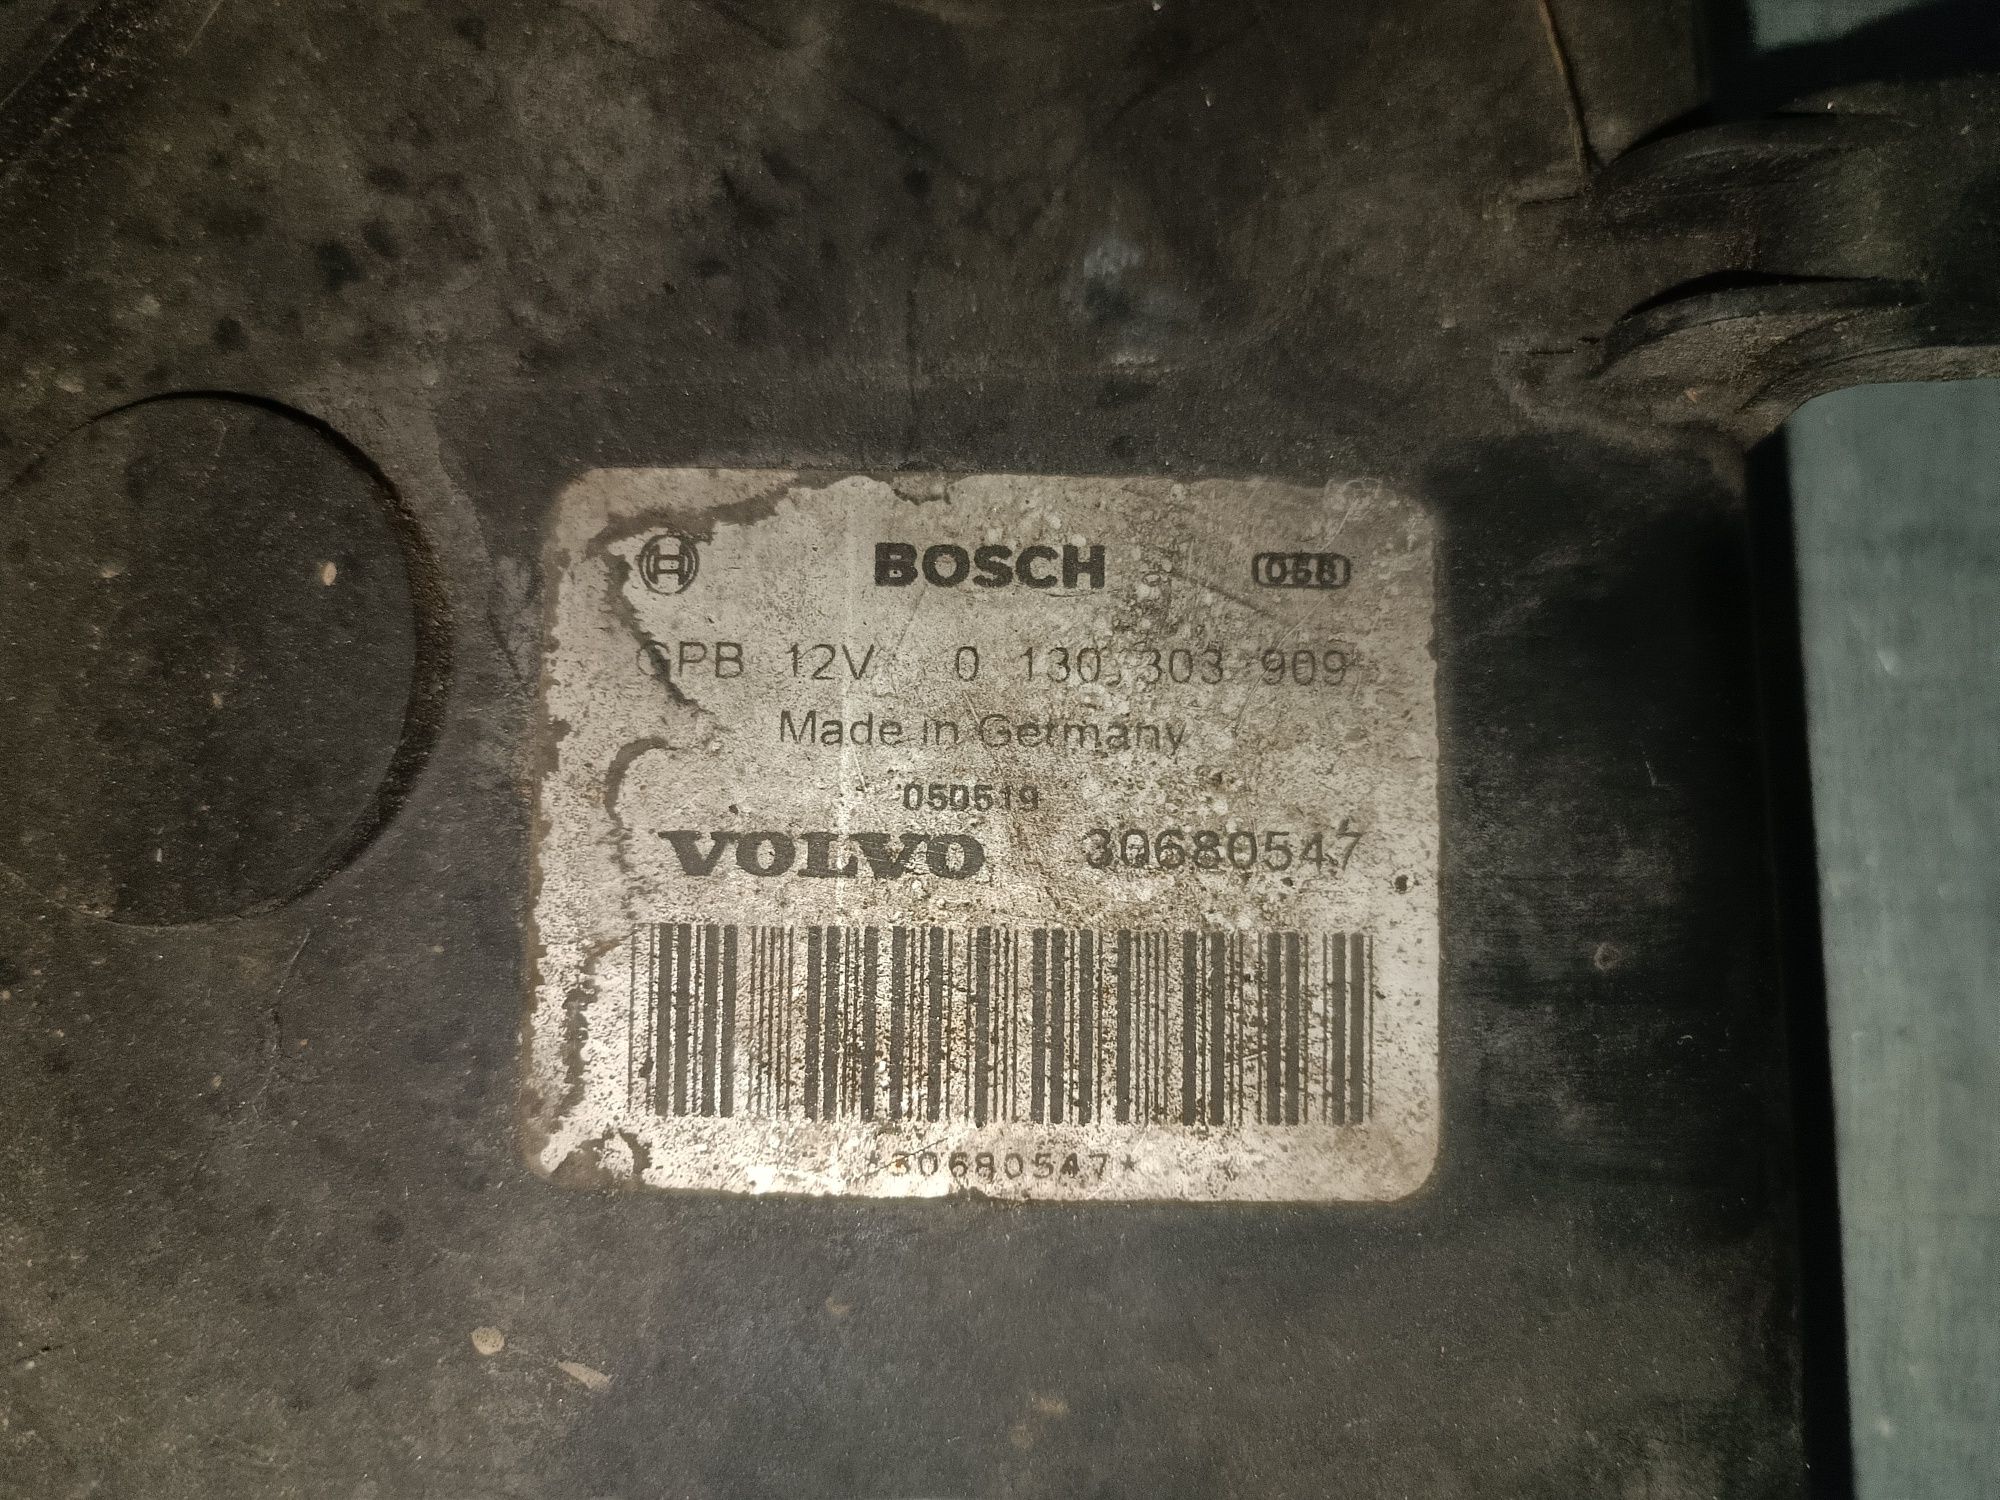 BOSCH
GPB 12V 0 130 303 909
Made in Germany
050519
VOLVO 30680547
*30680547*